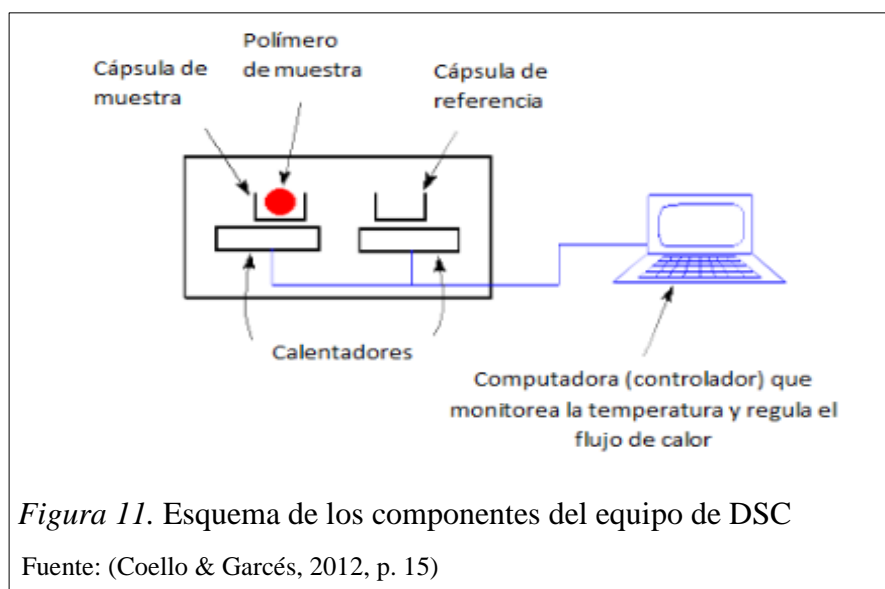 Polímero
de muestra
Cápsula de
muestra
Cápsula de
referencia
Calentadores
Computadora (controlador) que
monitorea la temperatura y regula el
flujo de calor
Figura 11. Esquema de los componentes del equipo de DSC
Fuente: (Coello & Garcés, 2012, p. 15)